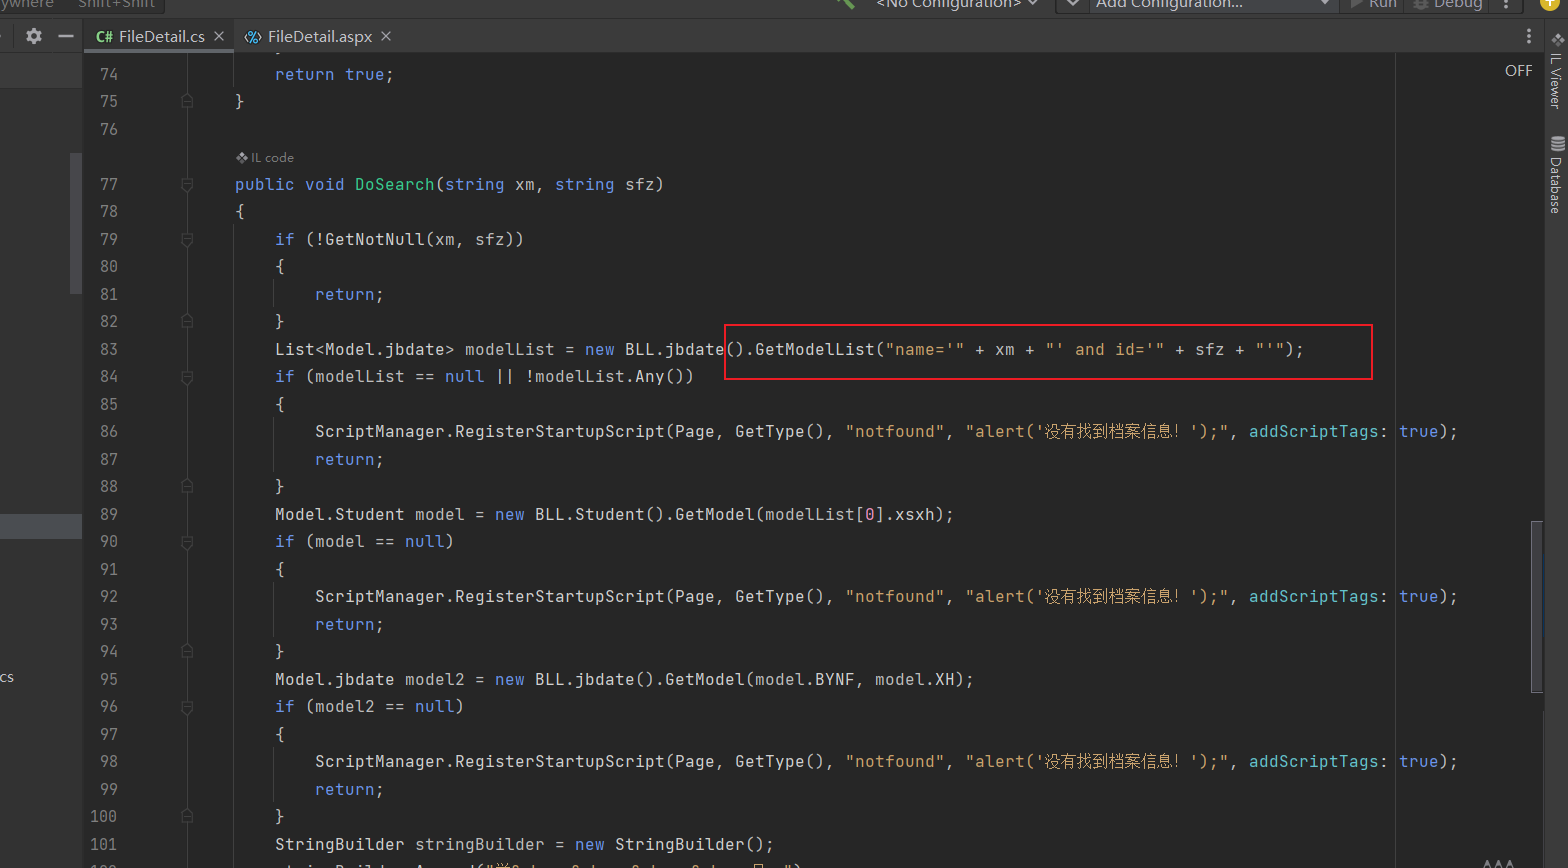 ywhere Shift+Shift <No Configuration> Add Configuration... Run Debug
C# FileDetail.cs × FileDetail.aspx ×
OFF
IL Viewer
Database
cs
74 return true;
75 }
76
IL code
77 public void DoSearch(string xm, string sfz)
78 {
79 if (!GetNotNull(xm, sfz))
80 {
81 return;
82 }
83 List<Model.jbdate> modelList = new BLL.jbdate().GetModelList("name='" + xm + "' and id='" + sfz + "'");
84 if (modelList == null || !modelList.Any())
85 {
86 ScriptManager.RegisterStartupScript(Page, GetType(), "notfound", "alert('没有找到档案信息！');", addScriptTags: true);
87 return;
88 }
89 Model.Student model = new BLL.Student().GetModel(modelList[0].xsxh);
90 if (model == null)
91 {
92 ScriptManager.RegisterStartupScript(Page, GetType(), "notfound", "alert('没有找到档案信息！');", addScriptTags: true);
93 return;
94 }
95 Model.jbdate model2 = new BLL.jbdate().GetModel(model.BYNF, model.XH);
96 if (model2 == null)
97 {
98 ScriptManager.RegisterStartupScript(Page, GetType(), "notfound", "alert('没有找到档案信息！');", addScriptTags: true);
99 return;
100 }
101 StringBuilder stringBuilder = new StringBuilder();